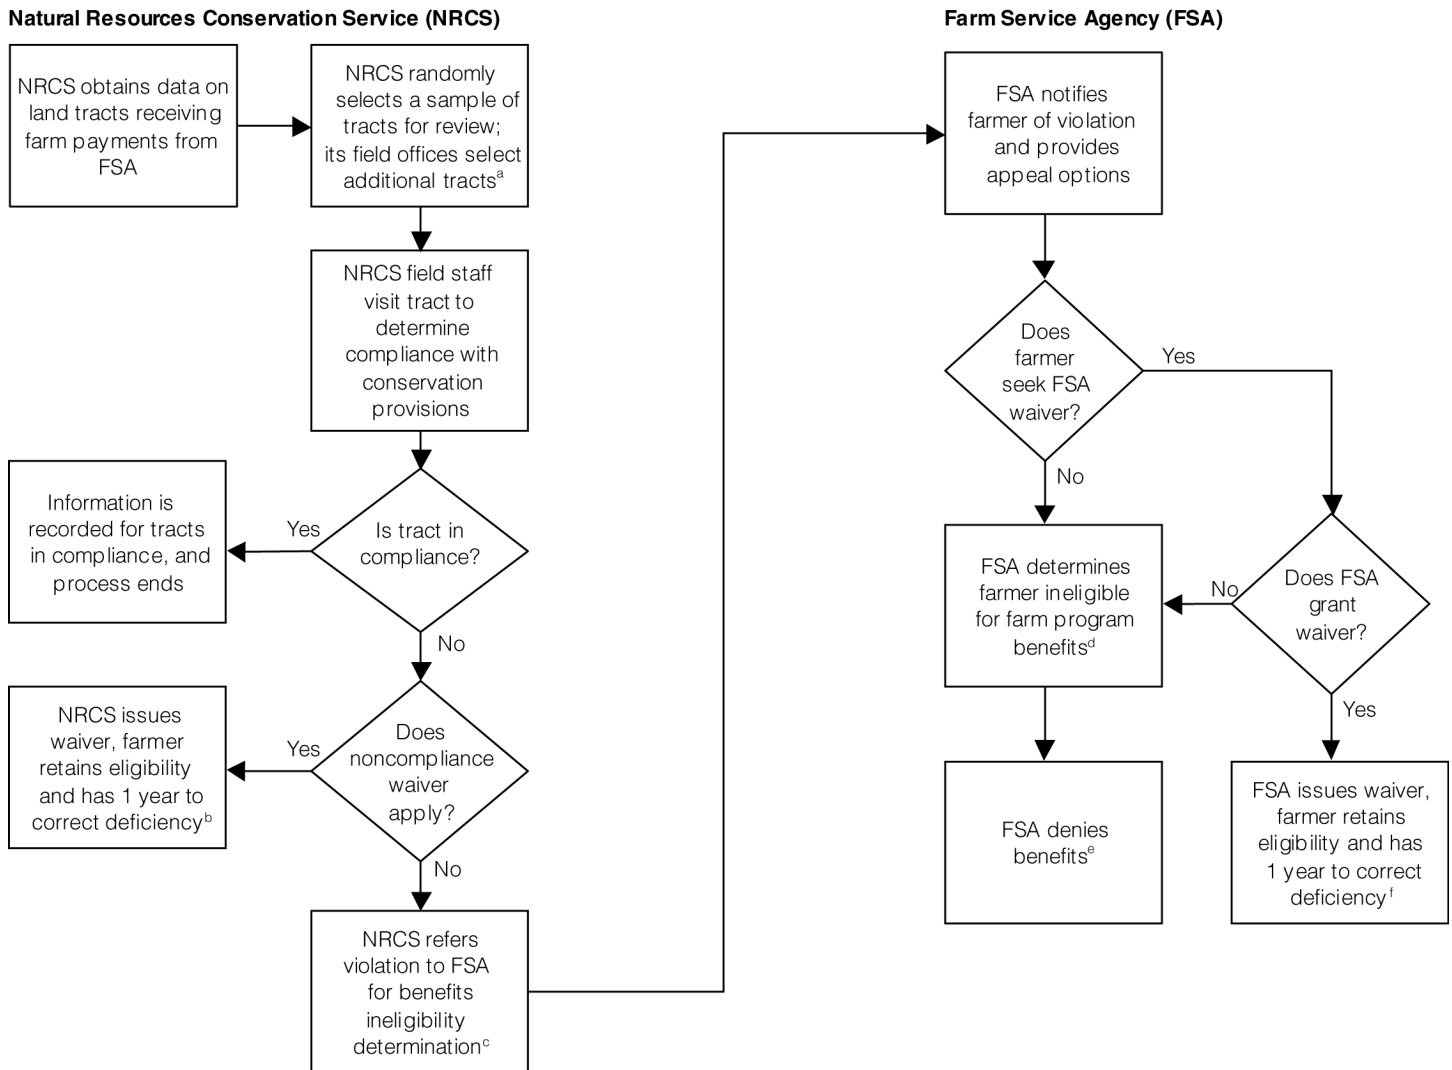 Natural Resources Conservation Service (NRCS)
NRCS obtains data on
land tracts receiving
farm payments from
FSA
NRCS randomly
selects a sample of
tracts for review;
its field offices select
additional tractsᵃ
NRCS field staff
visit tract to
determine
compliance with
conservation
provisions
Is tract in
compliance?
Yes
Information is
recorded for tracts
in compliance, and
process ends
No
Does
noncompliance
waiver
apply?
Yes
NRCS issues
waiver, farmer
retains eligibility
and has 1 year to
correct deficiencyᵇ
No
NRCS refers
violation to FSA
for benefits
ineligibility
determinationᶜ
Farm Service Agency (FSA)
FSA notifies
farmer of violation
and provides
appeal options
Does
farmer
seek FSA
waiver?
Yes
No
FSA determines
farmer ineligible
for farm program
benefitsᵈ
Does FSA
grant
waiver?
No
Yes
FSA denies
benefitsᵉ
FSA issues waiver,
farmer retains
eligibility and has
1 year to correct
deficiencyᶠ